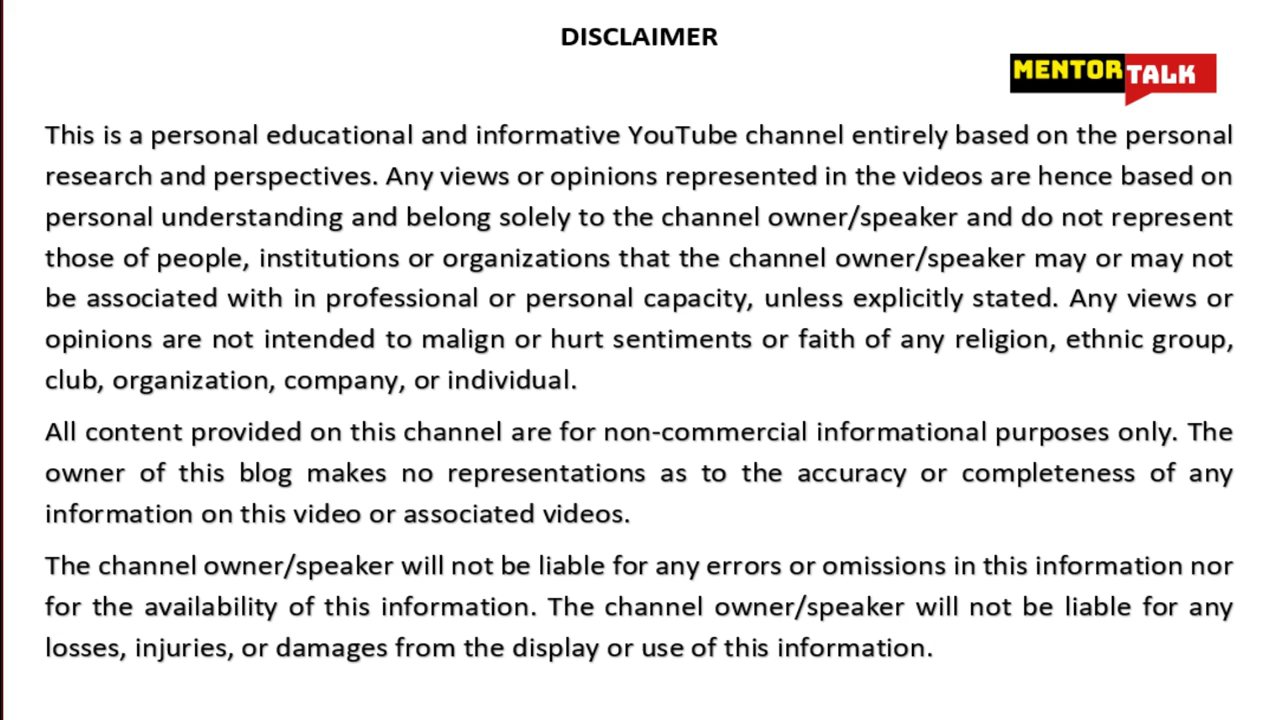 DISCLAIMER
MENTOR TALK
This is a personal educational and informative YouTube channel entirely based on the personal
research and perspectives. Any views or opinions represented in the videos are hence based on
personal understanding and belong solely to the channel owner/speaker and do not represent
those of people, institutions or organizations that the channel owner/speaker may or may not
be associated with in professional or personal capacity, unless explicitly stated. Any views or
opinions are not intended to malign or hurt sentiments or faith of any religion, ethnic group,
club, organization, company, or individual.
All content provided on this channel are for non-commercial informational purposes only. The
owner of this blog makes no representations as to the accuracy or completeness of any
information on this video or associated videos.
The channel owner/speaker will not be liable for any errors or omissions in this information nor
for the availability of this information. The channel owner/speaker will not be liable for any
losses, injuries, or damages from the display or use of this information.